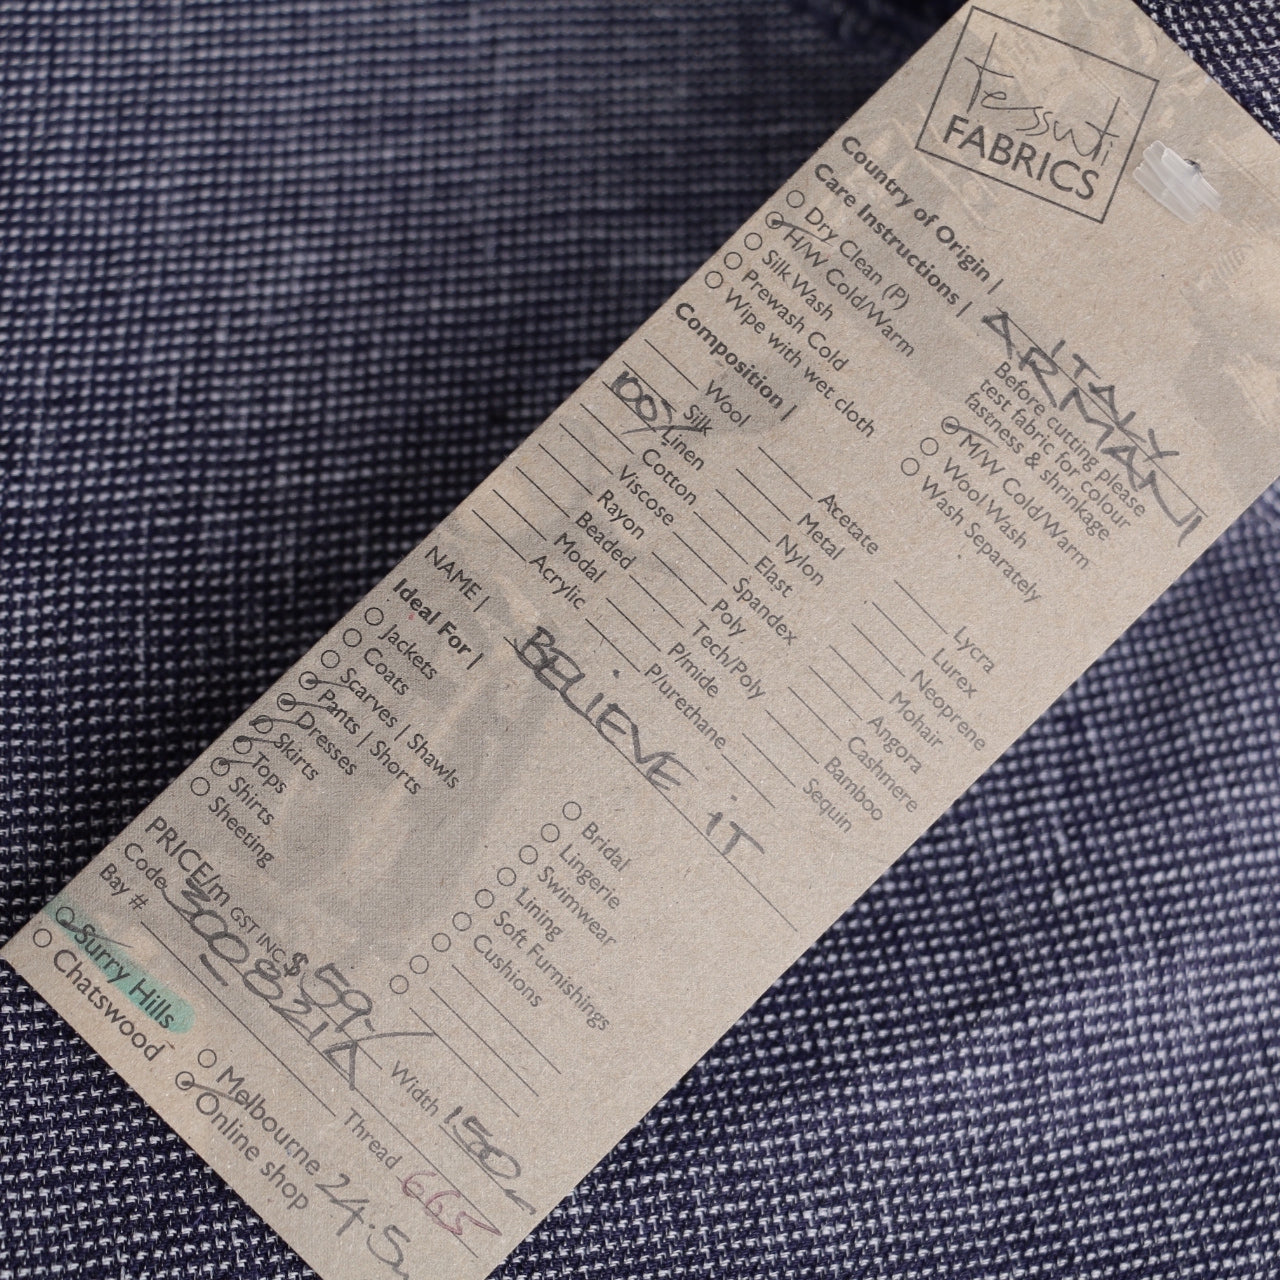 Tessuti
FABRICS
Country of Origin | ITALY
ARMANI
Care Instructions |
Dry Clean (P)
H/W Cold/Warm
Silk Wash
Prewash Cold
Wipe with wet cloth
Before cutting please
test fabric for colour
fastness & shrinkage
M/W Cold/Warm
Wool Wash
Wash Separately
Composition |
Wool
Silk
100% Linen
Cotton
Viscose
Rayon
Beaded
Modal
Acrylic
Acetate
Metal
Nylon
Elast
Spandex
Poly
Tech/Poly
P/mide
P/urethane
Lycra
Lurex
Neoprene
Mohair
Angora
Cashmere
Bamboo
Sequin
NAME | BELIEVE iT
Ideal For |
Jackets
Coats
Scarves | Shawls
Pants | Shorts
Dresses
Skirts
Tops
Shirts
Sheeting
Bridal
Lingerie
Swimwear
Lining
Soft Furnishings
Cushions
PRICE/m GST INC $59- Width 150
Code 300821A Thread 665
Bay #
Surry Hills
Chatswood
Melbourne 24.5
Online shop